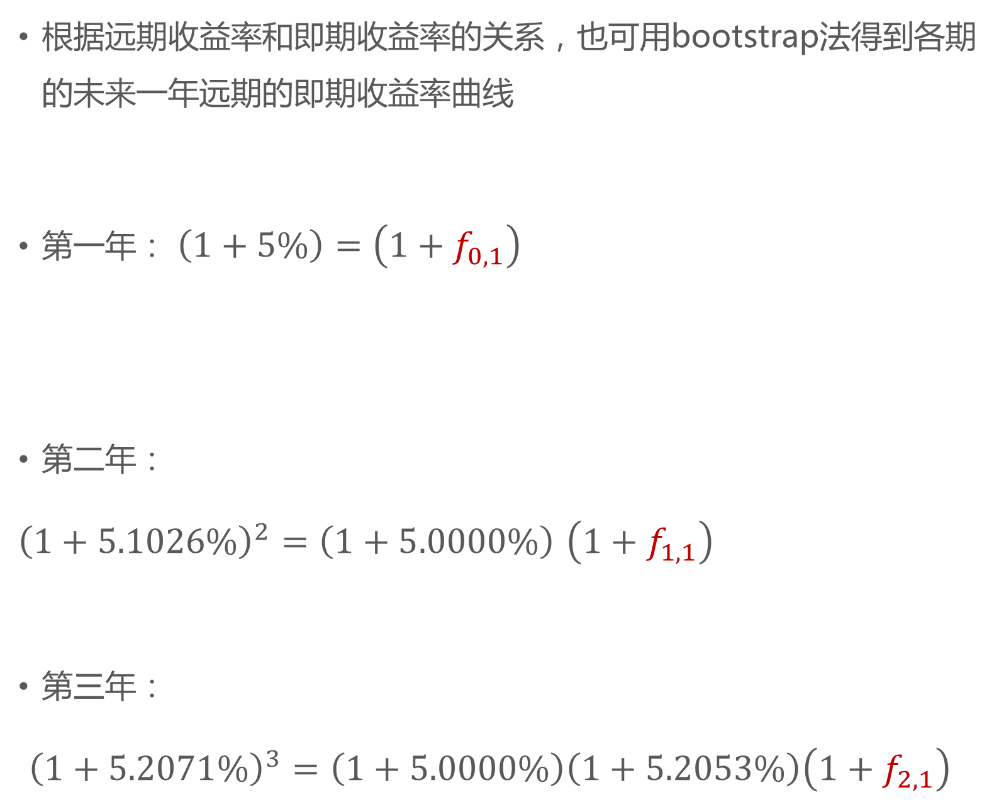 • 根据远期收益率和即期收益率的关系，也可用bootstrap法得到各期
的未来一年远期的即期收益率曲线
• 第一年： (1 + 5%) = (1 + f₀,₁)
• 第二年：
(1 + 5.1026%)² = (1 + 5.0000%) (1 + f₁,₁)
• 第三年：
(1 + 5.2071%)³ = (1 + 5.0000%)(1 + 5.2053%)(1 + f₂,₁)